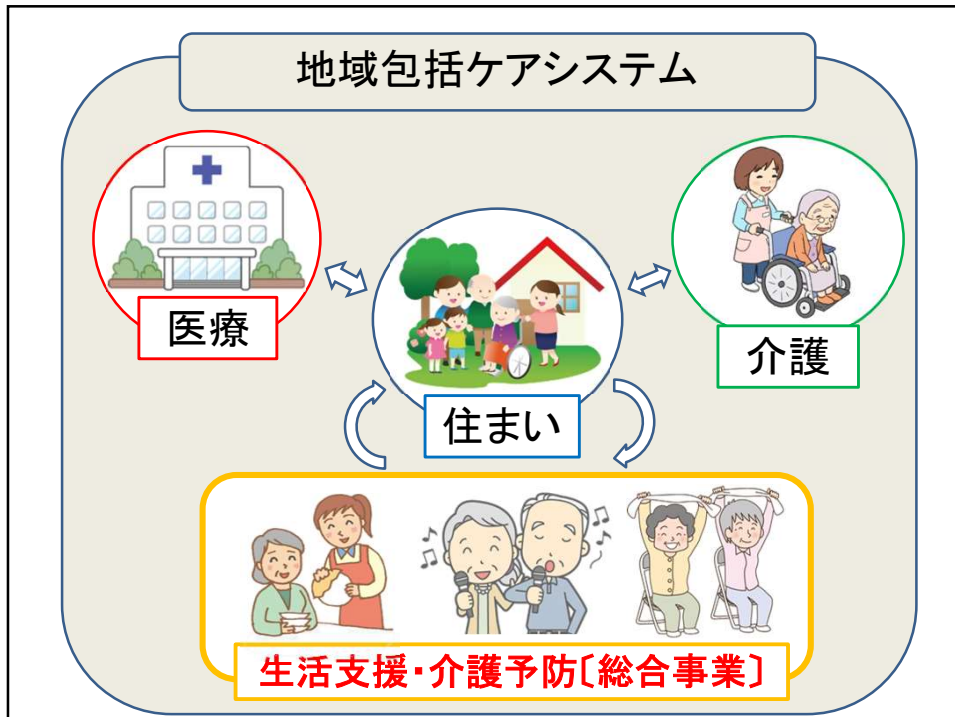 地域包括ケアシステム
医療
介護
住まい
生活支援・介護予防〔総合事業〕